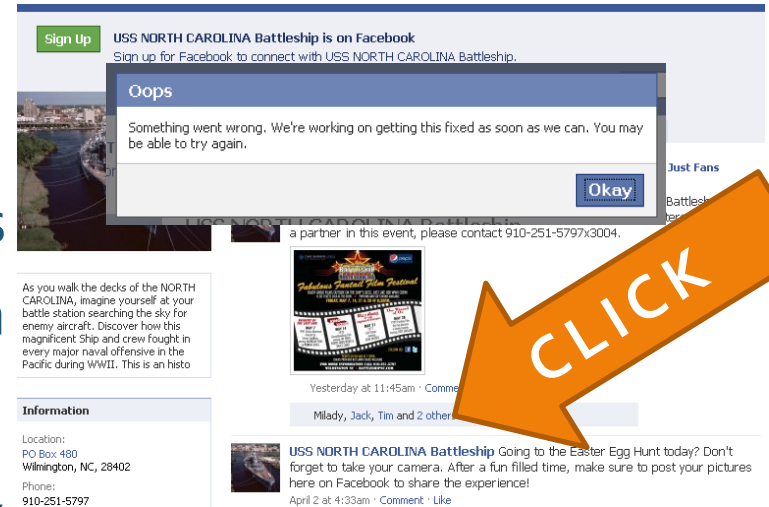 Sign Up
USS NORTH CAROLINA Battleship is on Facebook
Sign up for Facebook to connect with USS NORTH CAROLINA Battleship.
Oops
Something went wrong. We're working on getting this fixed as soon as we can. You may
be able to try again.
Okay
Just Fans
a partner in this event, please contact 910-251-5797x3004.
Fabulous Fantail Film Festival
Yesterday at 11:45am ·
Milady, Jack, Tim and 2 others
CLICK
As you walk the decks of the NORTH
CAROLINA, imagine yourself at your
battle station searching the sky for
enemy aircraft. Discover how this
magnificent Ship and crew fought in
every major naval offensive in the
Pacific during WWII. This is an histo
Information
Location:
PO Box 480
Wilmington, NC, 28402
Phone:
910-251-5797
USS NORTH CAROLINA Battleship Going to the Easter Egg Hunt today? Don't
forget to take your camera. After a fun filled time, make sure to post your pictures
here on Facebook to share the experience!
April 2 at 4:33am · Comment · Like